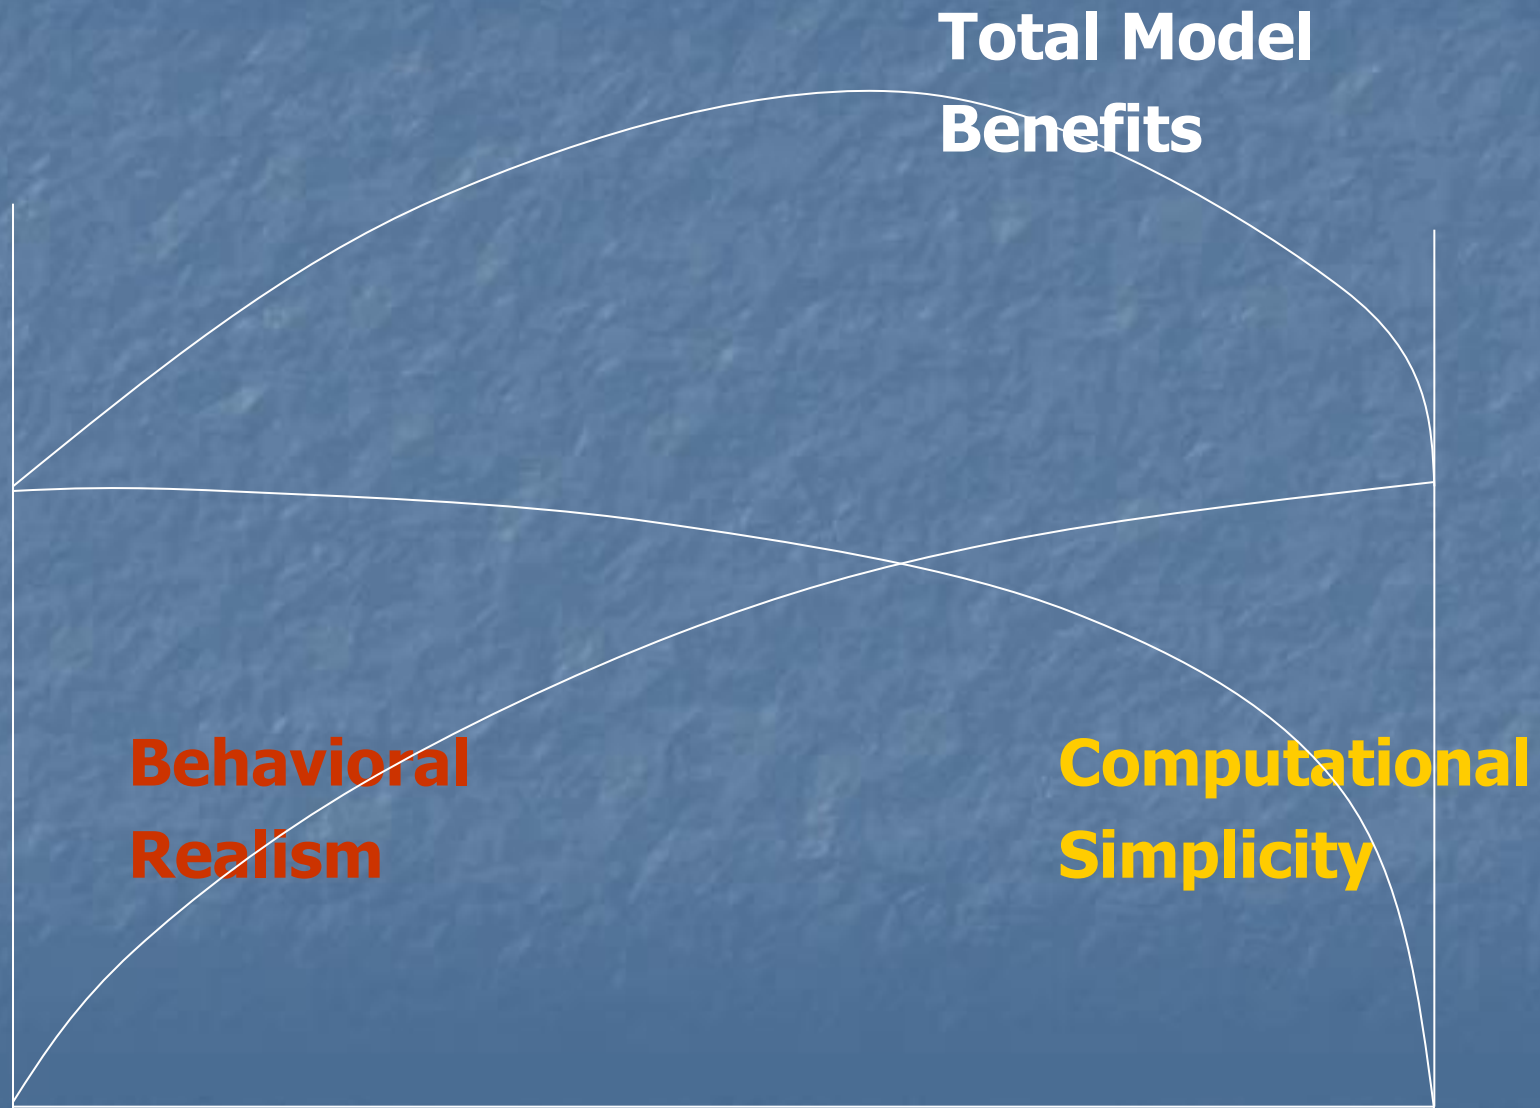 Total Model
Benefits
Behavioral
Realism
Computational
Simplicity